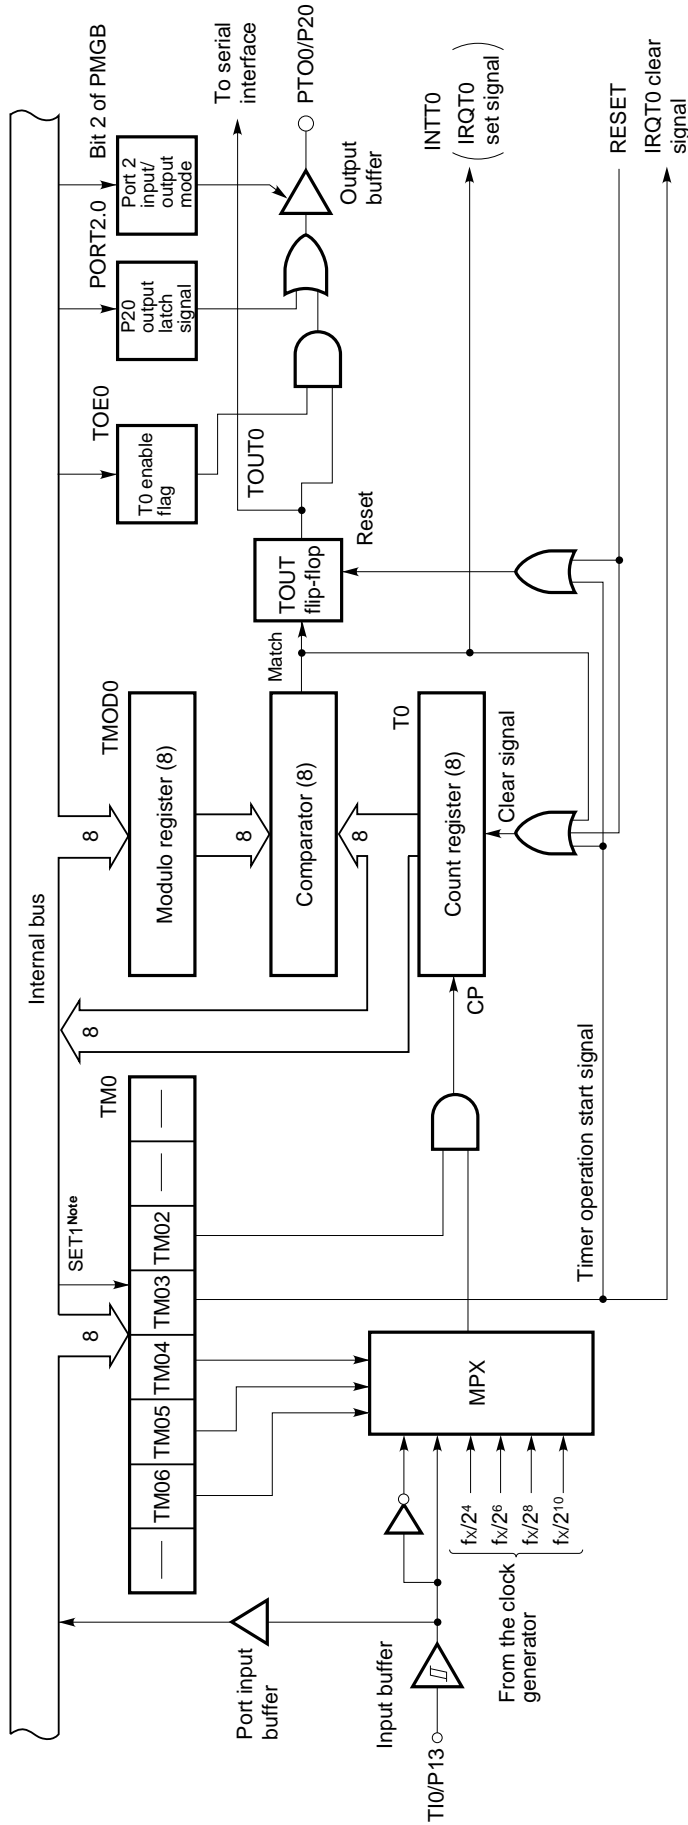 Internal bus
SET1Note
8
8
8
TM0
— TM06 TM05 TM04 TM03 TM02 — —
TMOD0
Modulo register (8)
8
Comparator (8)
8
Match
T0
Count register (8)
CP
Clear signal
TOE0
T0 enable
flag
PORT2.0
P20
output
latch
signal
Bit 2 of PMGB
Port 2
input/
output
mode
To serial
interface
TOUT0
TOUT
flip-flop
Reset
PTO0/P20
Output
buffer
INTT0
(IRQT0
set signal)
RESET
IRQT0 clear
signal
Timer operation start signal
MPX
Port input
buffer
Input buffer
TI0/P13
From the clock
generator
fx/2⁴
fx/2⁶
fx/2⁸
fx/2¹⁰